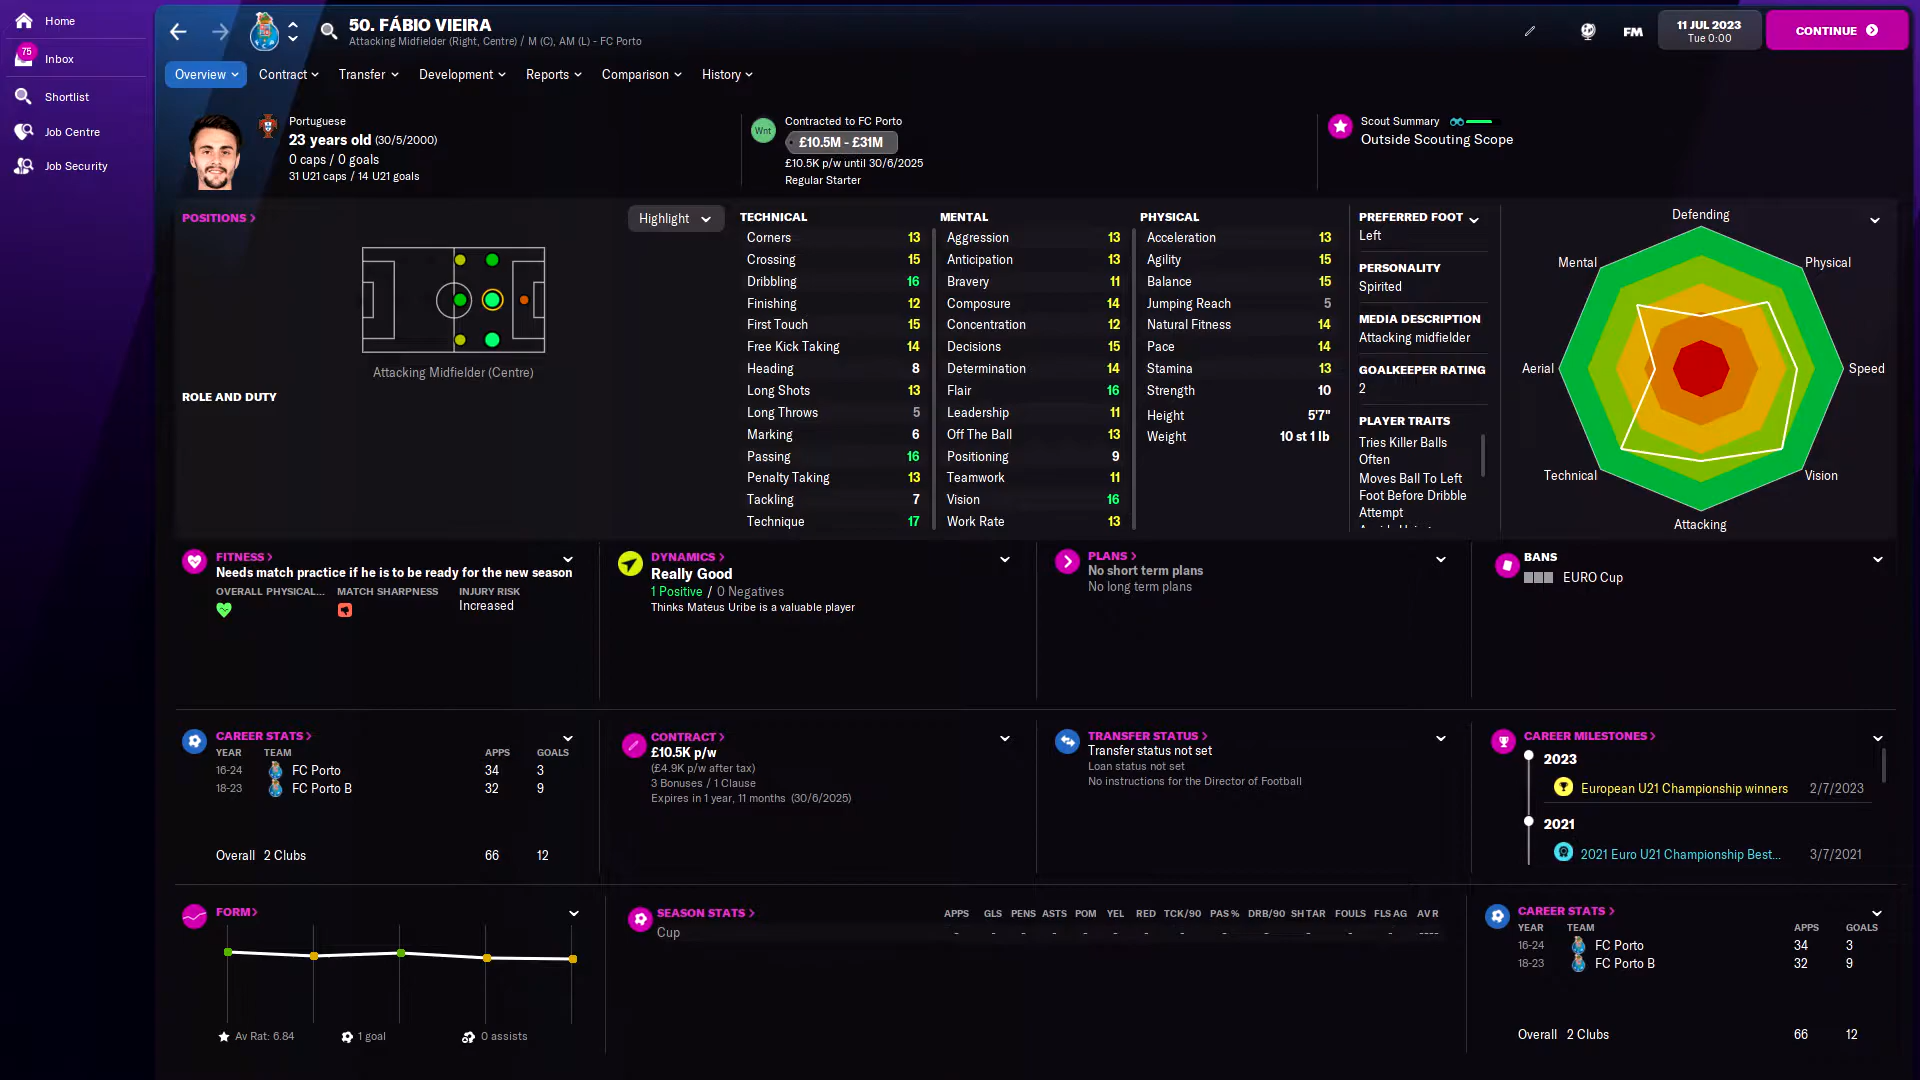 Home
75
Inbox
Shortlist
Job Centre
Job Security
50. FÁBIO VIEIRA
Attacking Midfielder (Right, Centre) / M (C), AM (L) - FC Porto
FM
11 JUL 2023
Tue 0:00
CONTINUE
Overview
Contract
Transfer
Development
Reports
Comparison
History
Portuguese
23 years old (30/5/2000)
0 caps / 0 goals
31 U21 caps / 14 U21 goals
Wnt
Contracted to FC Porto
£10.5M - £31M
£10.5K p/w until 30/6/2025
Regular Starter
Scout Summary
Outside Scouting Scope
POSITIONS
Highlight
Attacking Midfielder (Centre)
ROLE AND DUTY
TECHNICAL
Corners 13
Crossing 15
Dribbling 16
Finishing 12
First Touch 15
Free Kick Taking 14
Heading 8
Long Shots 13
Long Throws 5
Marking 6
Passing 16
Penalty Taking 13
Tackling 7
Technique 17
MENTAL
Aggression 13
Anticipation 13
Bravery 11
Composure 14
Concentration 12
Decisions 15
Determination 14
Flair 16
Leadership 11
Off The Ball 13
Positioning 9
Teamwork 11
Vision 16
Work Rate 13
PHYSICAL
Acceleration 13
Agility 15
Balance 15
Jumping Reach 5
Natural Fitness 14
Pace 14
Stamina 13
Strength 10
Height 5'7"
Weight 10 st 1 lb
PREFERRED FOOT
Left
PERSONALITY
Spirited
MEDIA DESCRIPTION
Attacking midfielder
GOALKEEPER RATING
2
PLAYER TRAITS
Tries Killer Balls
Often
Moves Ball To Left
Foot Before Dribble
Attempt
Defending
Mental
Physical
Aerial
Speed
Technical
Vision
Attacking
FITNESS
Needs match practice if he is to be ready for the new season
OVERALL PHYSICAL...
MATCH SHARPNESS
INJURY RISK
Increased
DYNAMICS
Really Good
1 Positive / 0 Negatives
Thinks Mateus Uribe is a valuable player
PLANS
No short term plans
No long term plans
BANS
EURO Cup
CAREER STATS
YEAR TEAM APPS GOALS
16-24 FC Porto 34 3
18-23 FC Porto B 32 9
Overall 2 Clubs 66 12
CONTRACT
£10.5K p/w
(£4.9K p/w after tax)
3 Bonuses / 1 Clause
Expires in 1 year, 11 months (30/6/2025)
TRANSFER STATUS
Transfer status not set
Loan status not set
No instructions for the Director of Football
CAREER MILESTONES
2023
European U21 Championship winners 2/7/2023
2021
2021 Euro U21 Championship Best... 3/7/2021
FORM
Av Rat: 6.84
1 goal
0 assists
SEASON STATS
APPS GLS PENS ASTS POM YEL RED TCK/90 PAS % DRB/90 SH TAR FOULS FLS AG AV R
Cup - - - - - - - - - - - - - ----
CAREER STATS
YEAR TEAM APPS GOALS
16-24 FC Porto 34 3
18-23 FC Porto B 32 9
Overall 2 Clubs 66 12